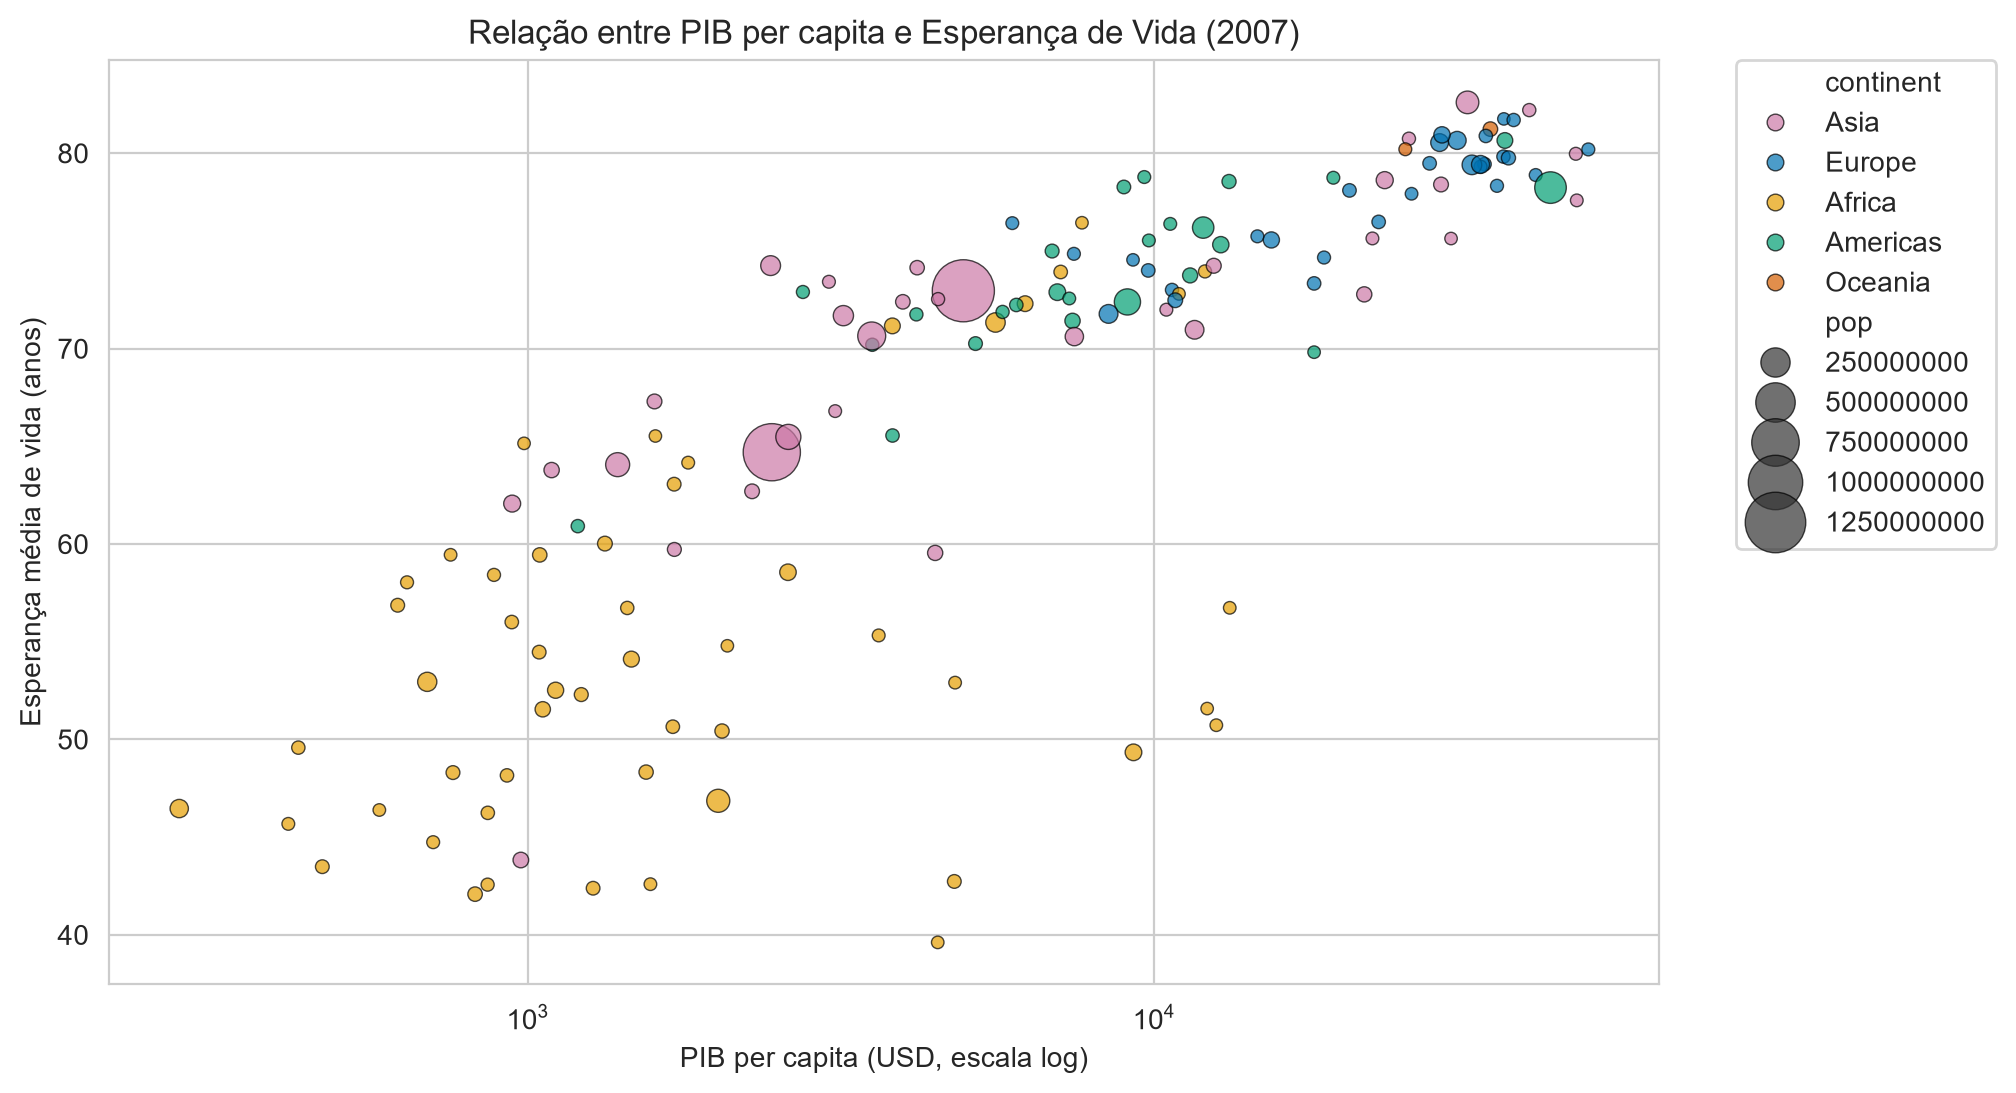 Relação entre PIB per capita e Esperança de Vida (2007)
Esperança média de vida (anos)
80
70
60
50
40
10³
10⁴
PIB per capita (USD, escala log)
continent
Asia
Europe
Africa
Americas
Oceania
pop
250000000
500000000
750000000
1000000000
1250000000